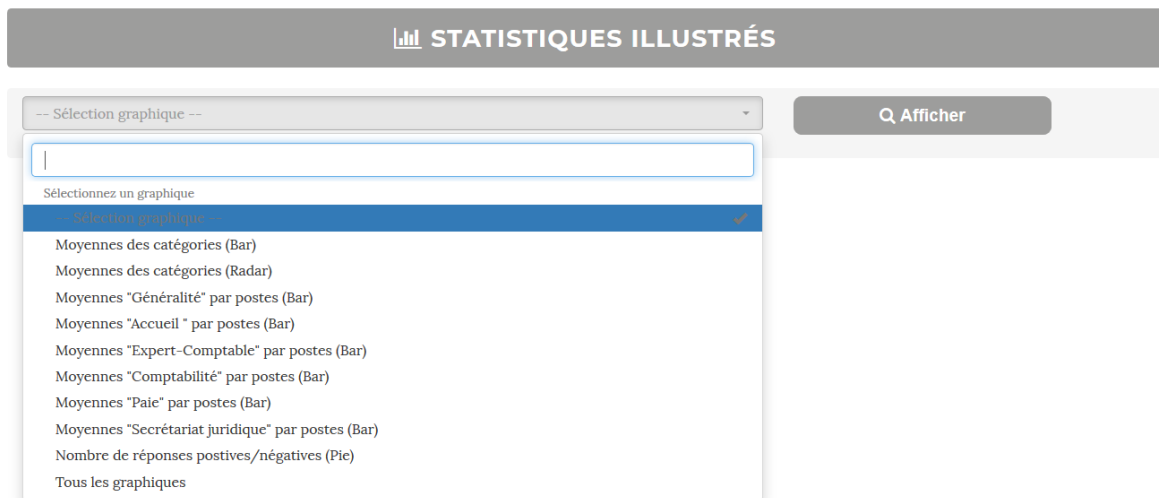 STATISTIQUES ILLUSTRÉS
-- Sélection graphique --
Afficher
Sélectionnez un graphique
-- Sélection graphique --
Moyennes des catégories (Bar)
Moyennes des catégories (Radar)
Moyennes "Généralité" par postes (Bar)
Moyennes "Accueil " par postes (Bar)
Moyennes "Expert-Comptable" par postes (Bar)
Moyennes "Comptabilité" par postes (Bar)
Moyennes "Paie" par postes (Bar)
Moyennes "Secrétariat juridique" par postes (Bar)
Nombre de réponses postives/négatives (Pie)
Tous les graphiques